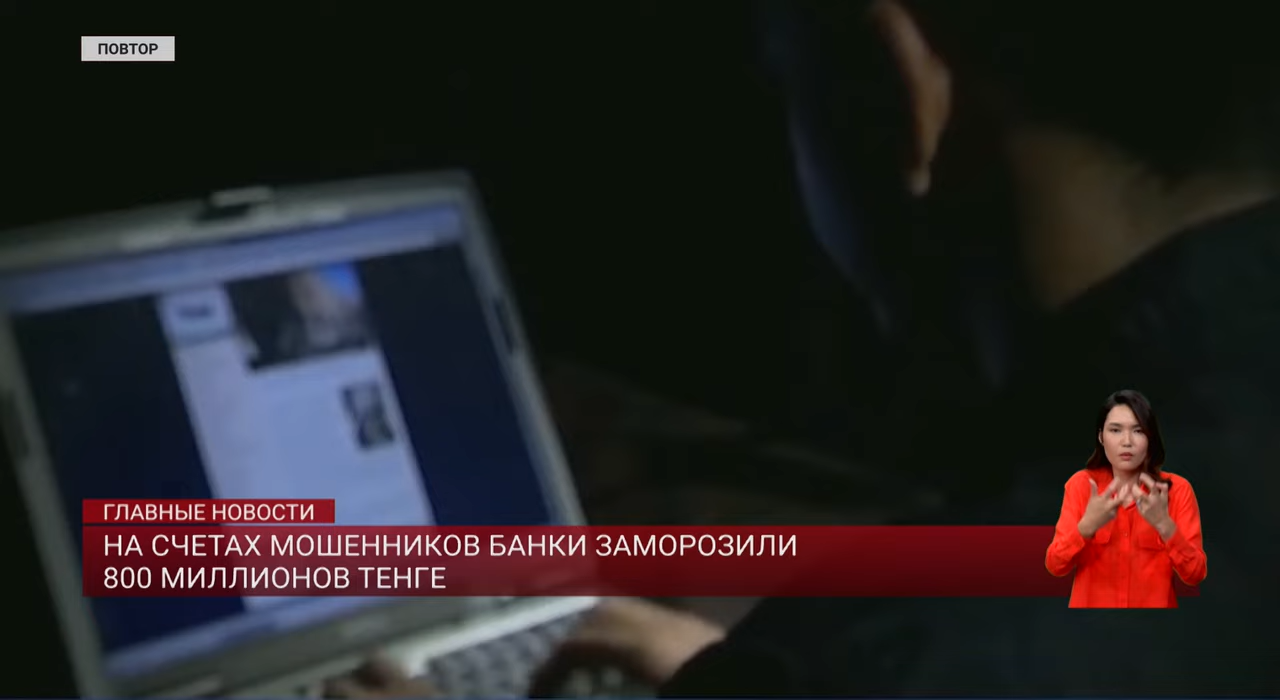 ПОВТОР
ГЛАВНЫЕ НОВОСТИ
НА СЧЕТАХ МОШЕННИКОВ БАНКИ ЗАМОРОЗИЛИ
800 МИЛЛИОНОВ ТЕНГЕ